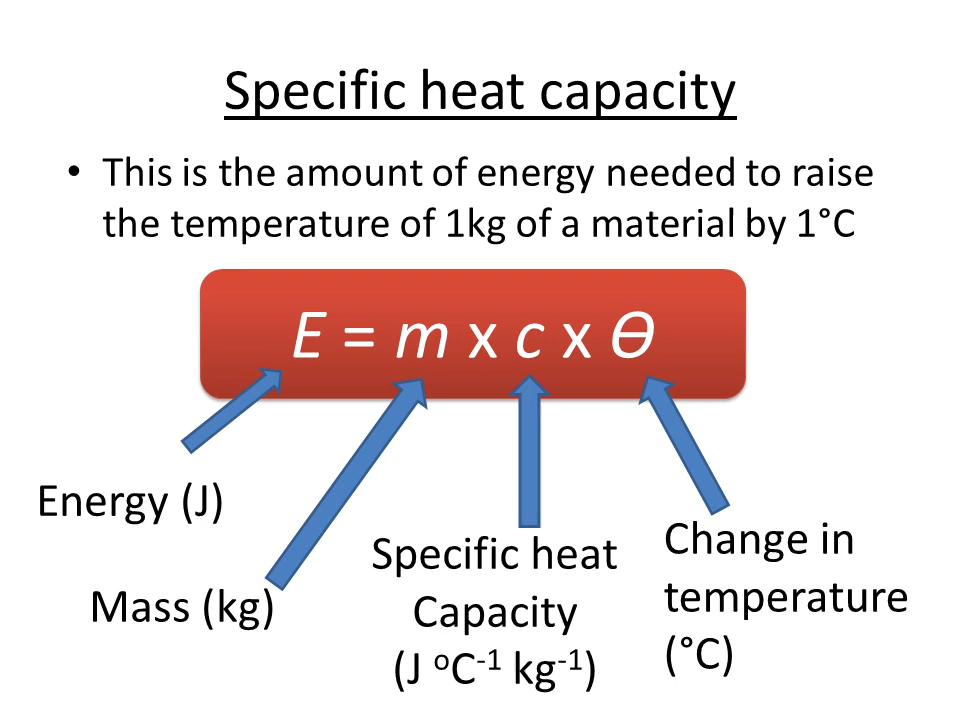 Specific heat capacity
• This is the amount of energy needed to raise
the temperature of 1kg of a material by 1°C
E = m x c x Ɵ
Energy (J)
Mass (kg)
Specific heat
Capacity
(J ºC⁻¹ kg⁻¹)
Change in
temperature
(°C)